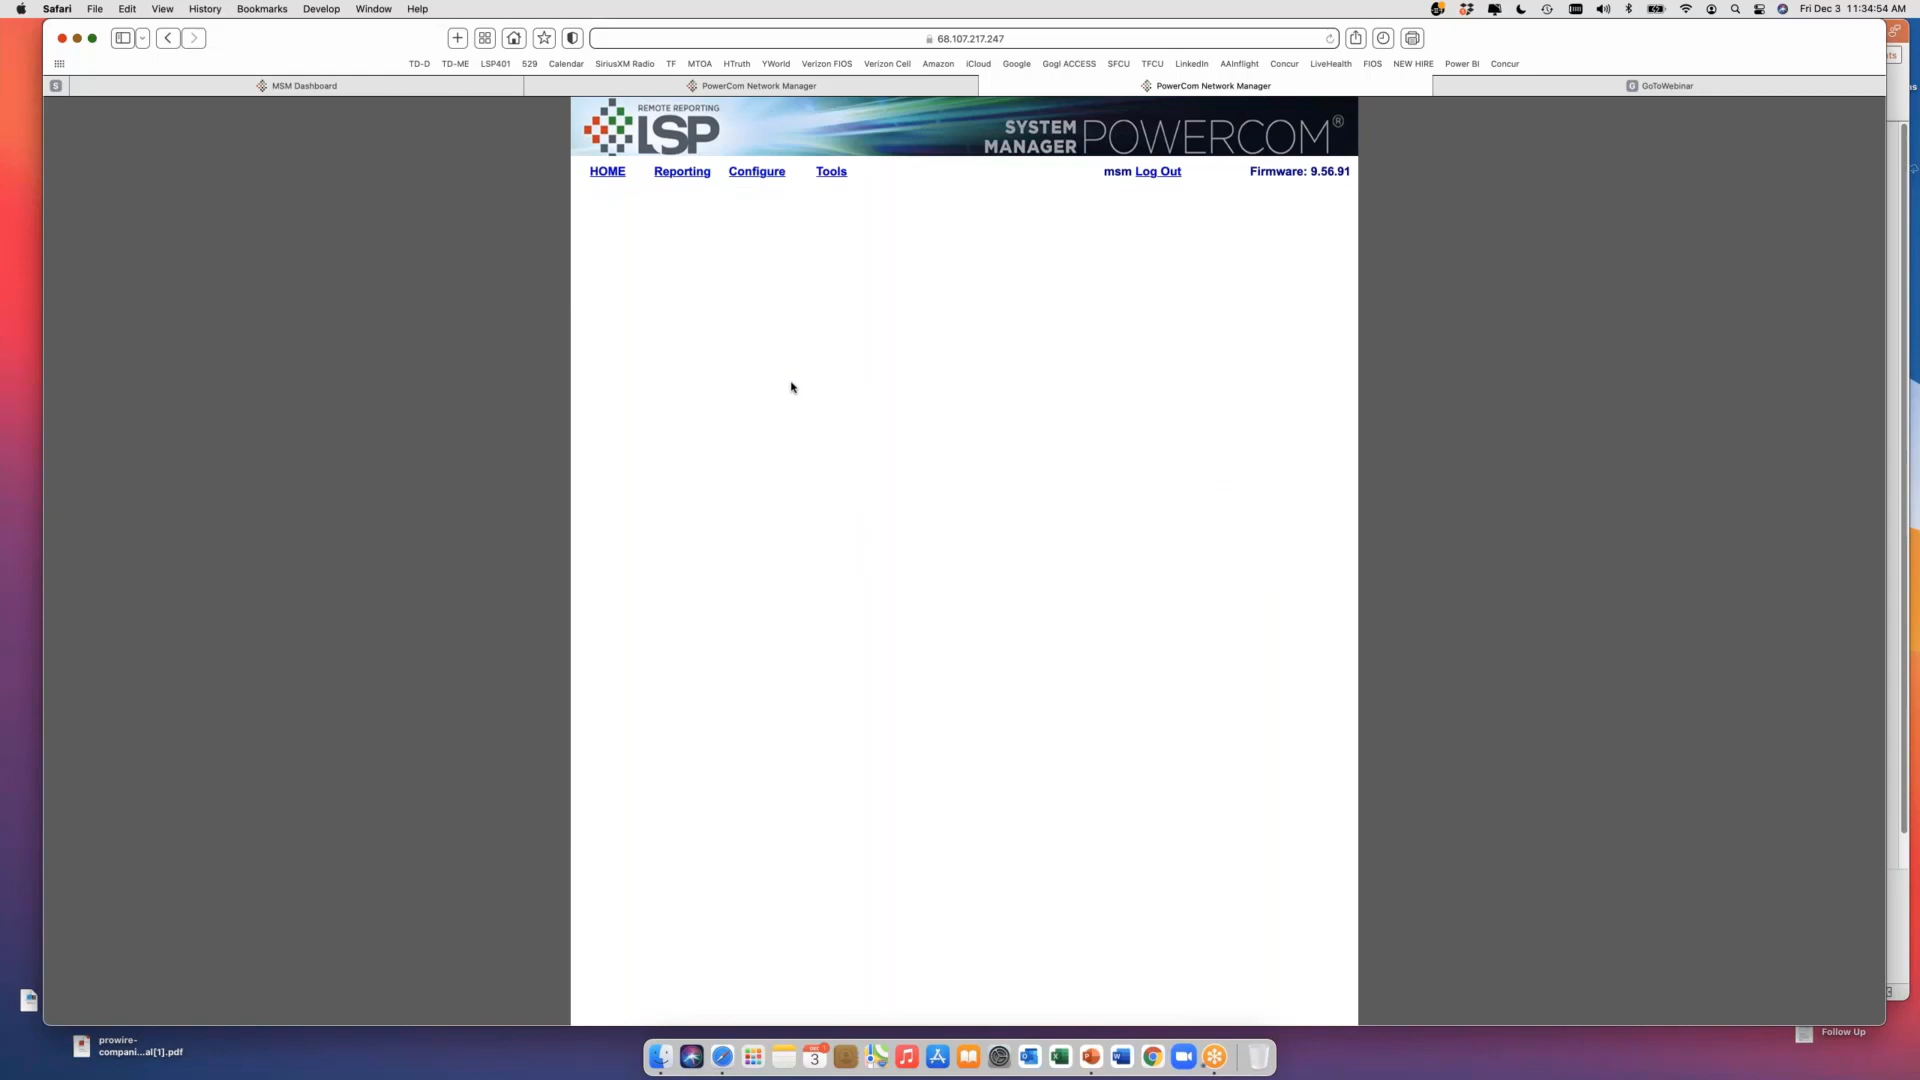 Safari File Edit View History Bookmarks Develop Window Help
Fri Dec 3 11:34:54 AM
68.107.217.247
TD-D TD-ME LSP401 529 Calendar SiriusXM Radio TF MTOA HTruth YWorld Verizon FIOS Verizon Cell Amazon iCloud Google Gogl ACCESS SFCU TFCU LinkedIn AAInflight Concur LiveHealth FIOS NEW HIRE Power BI Concur
S MSM Dashboard PowerCom Network Manager PowerCom Network Manager G GoToWebinar
REMOTE REPORTING
LSP
SYSTEM
MANAGER POWERCOM®
HOME Reporting Configure Tools msm Log Out Firmware: 9.56.91
prowire-
compani...al[1].pdf
Follow Up
DEC
3